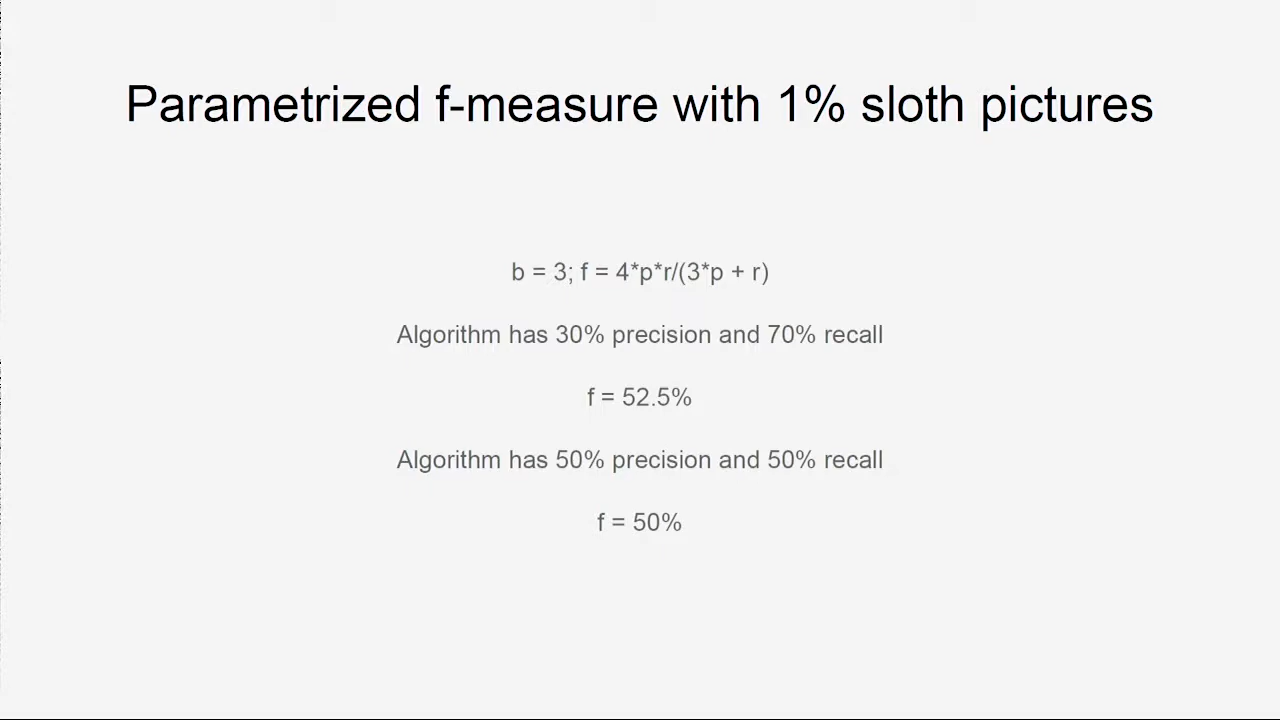 Parametrized f-measure with 1% sloth pictures
b = 3; f = 4*p*r/(3*p + r)
Algorithm has 30% precision and 70% recall
f = 52.5%
Algorithm has 50% precision and 50% recall
f = 50%